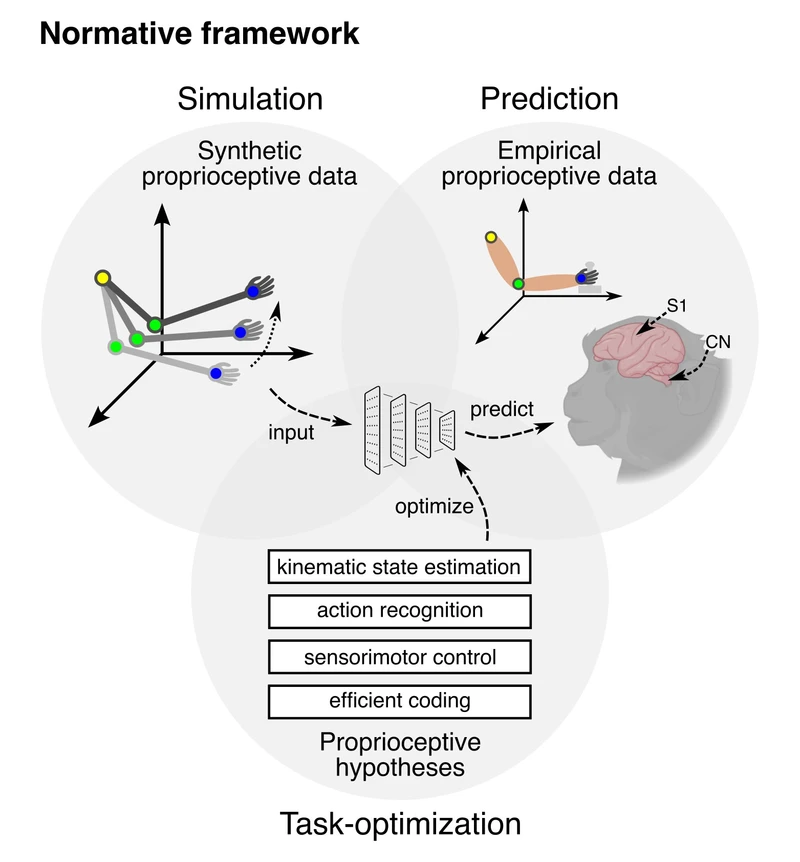 Normative framework
Simulation
Prediction
Synthetic
proprioceptive data
Empirical
proprioceptive data
S1
CN
input
predict
optimize
kinematic state estimation
action recognition
sensorimotor control
efficient coding
Proprioceptive
hypotheses
Task-optimization